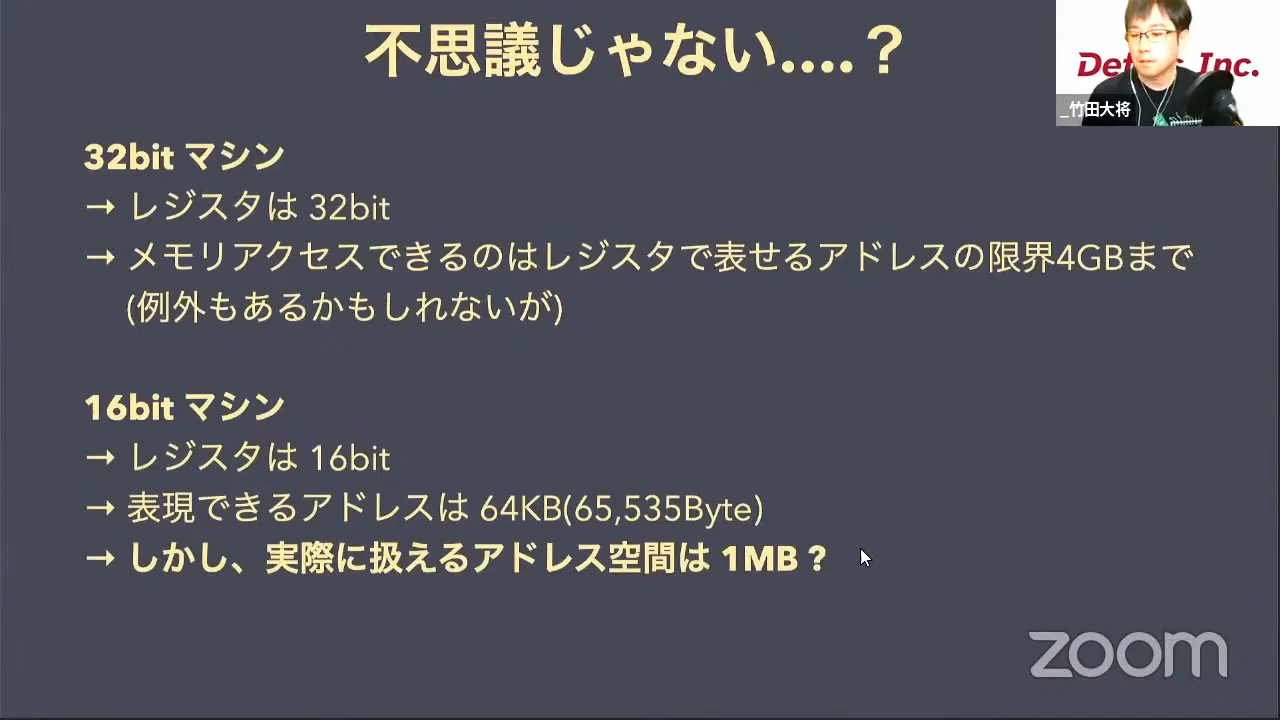 不思議じゃない....？
Det
Inc.
_竹田大将
32bit マシン
→ レジスタは 32bit
→ メモリアクセスできるのはレジスタで表せるアドレスの限界4GBまで
(例外もあるかもしれないが)
16bit マシン
→ レジスタは 16bit
→ 表現できるアドレスは 64KB(65,535Byte)
→ しかし、実際に扱えるアドレス空間は 1MB？
zoom